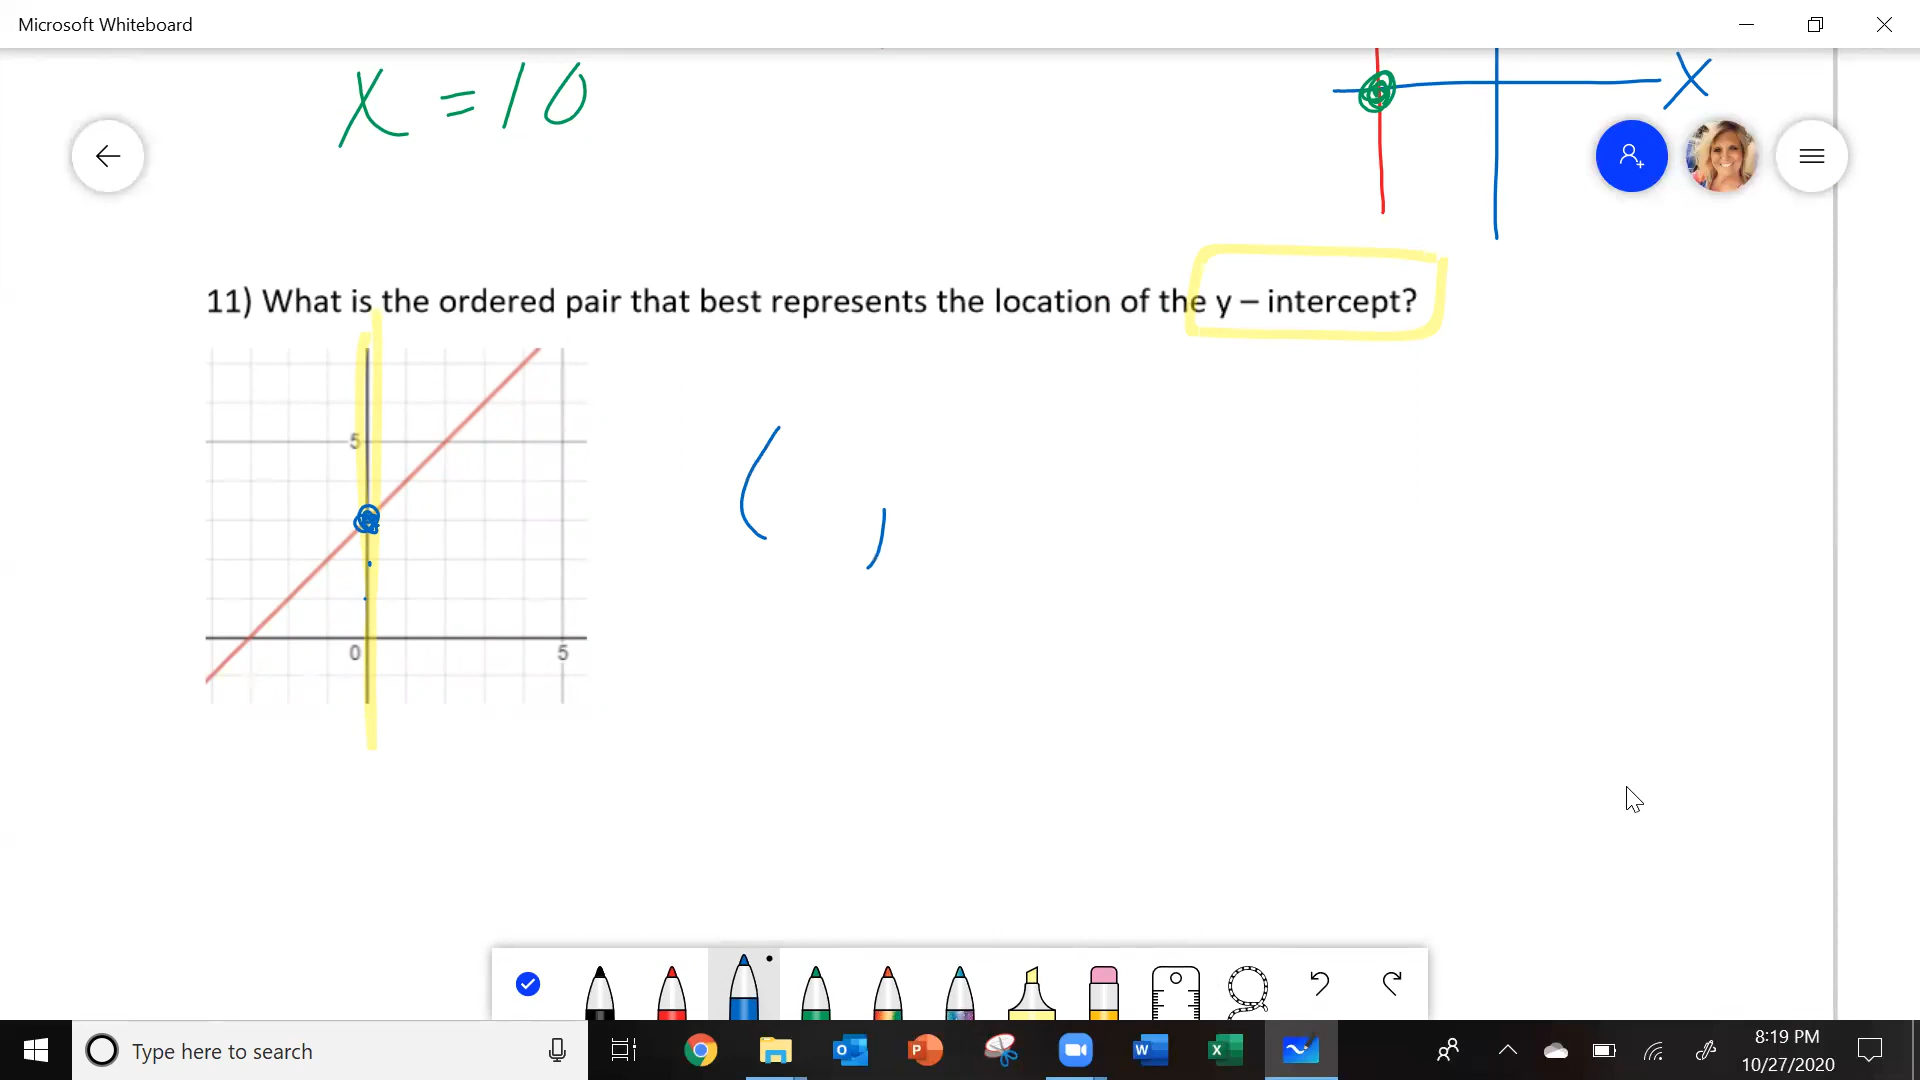 Microsoft Whiteboard
x = 10
X
11) What is the ordered pair that best represents the location of the y – intercept?
5
0
5
( ,
Type here to search
8:19 PM
10/27/2020